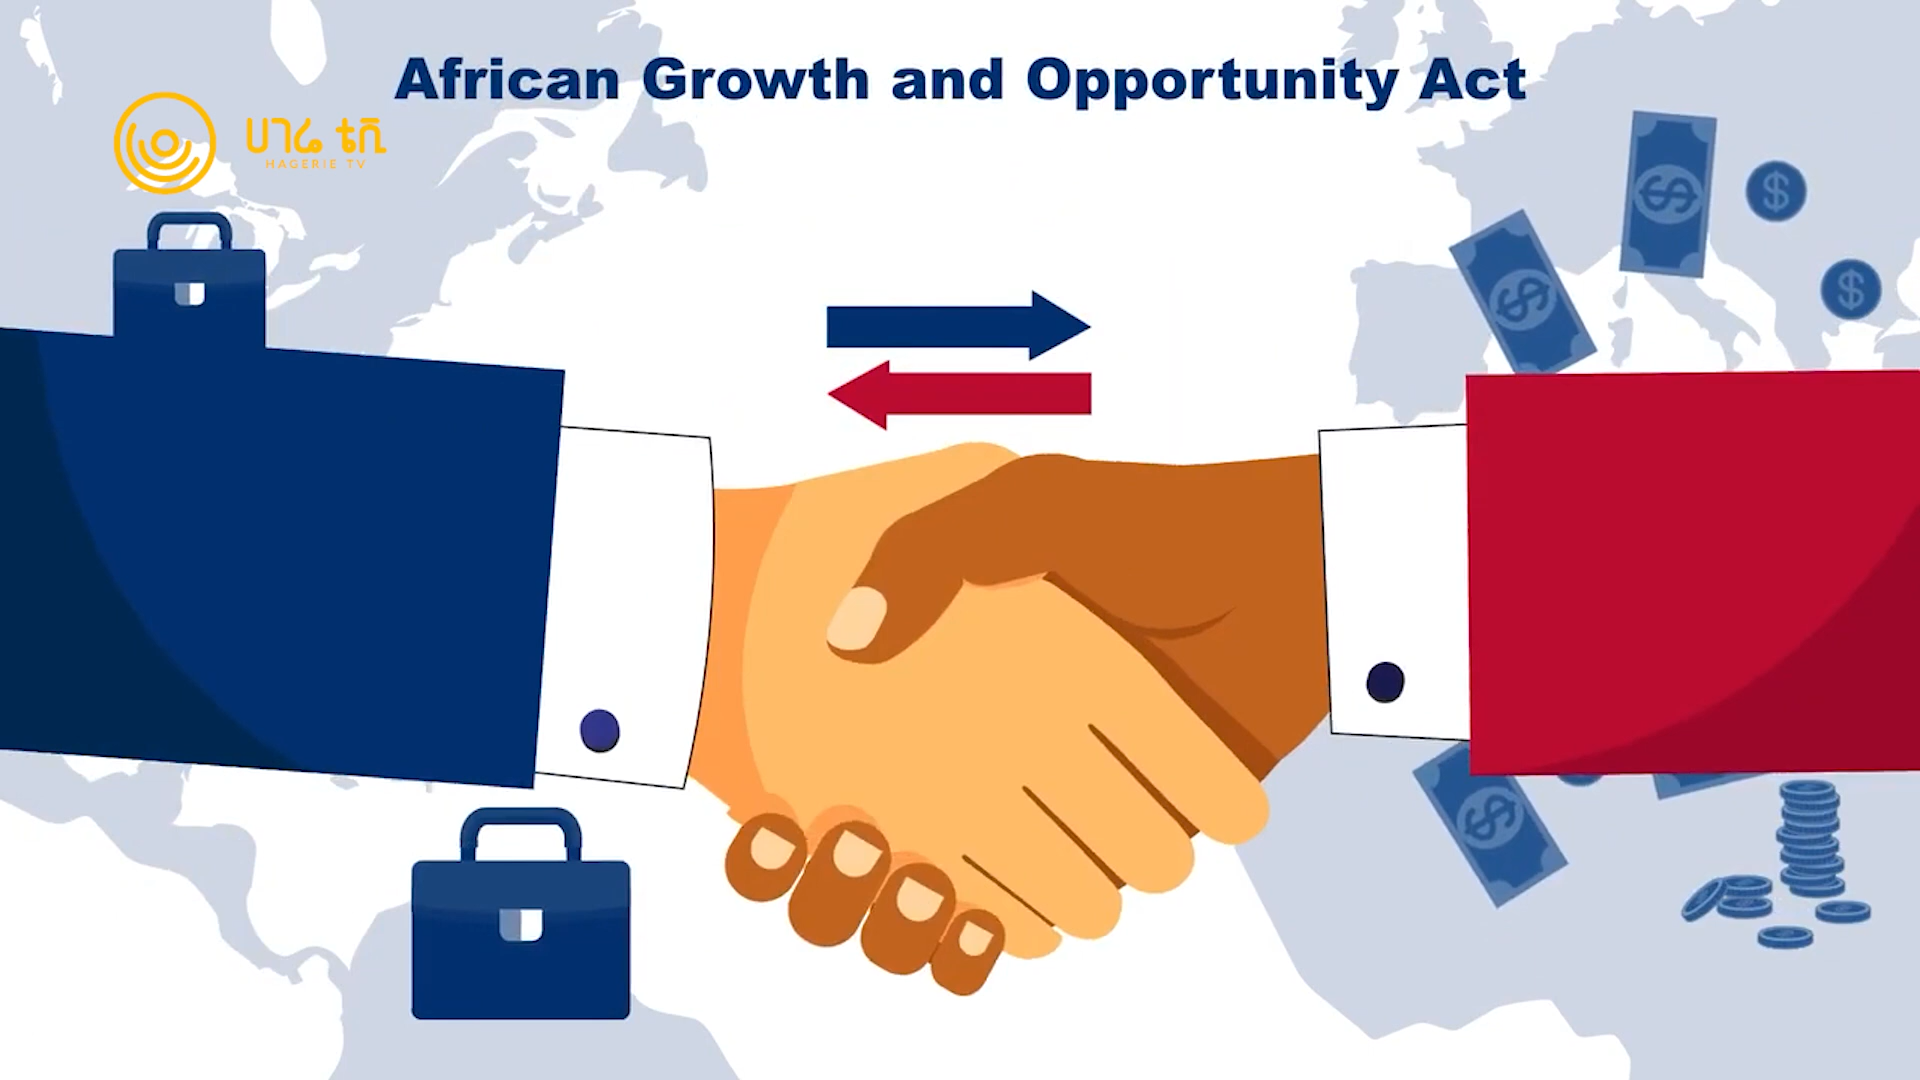 African Growth and Opportunity Act
ሀገሬ ቲቪ
HAGERIE TV